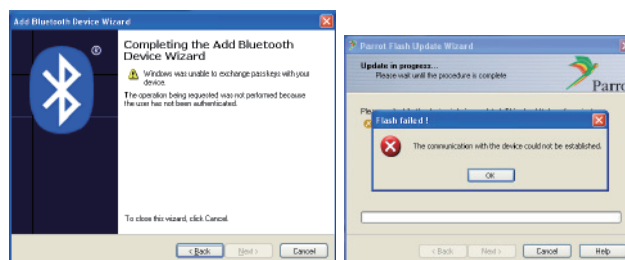 Add Bluetooth Device Wizard
Completing the Add Bluetooth
Device Wizard
Windows was unable to exchange passkeys with your
device.
The operation being requested was not performed because
the user has not been authenticated.
To close this wizard, click Cancel.
< Back
Next >
Cancel
Parrot Flash Update Wizard
Update in progress...
Please wait until the procedure is complete
Parro
Flash failed !
The communication with the device could not be established.
OK
< Back
Next >
Cancel
Help